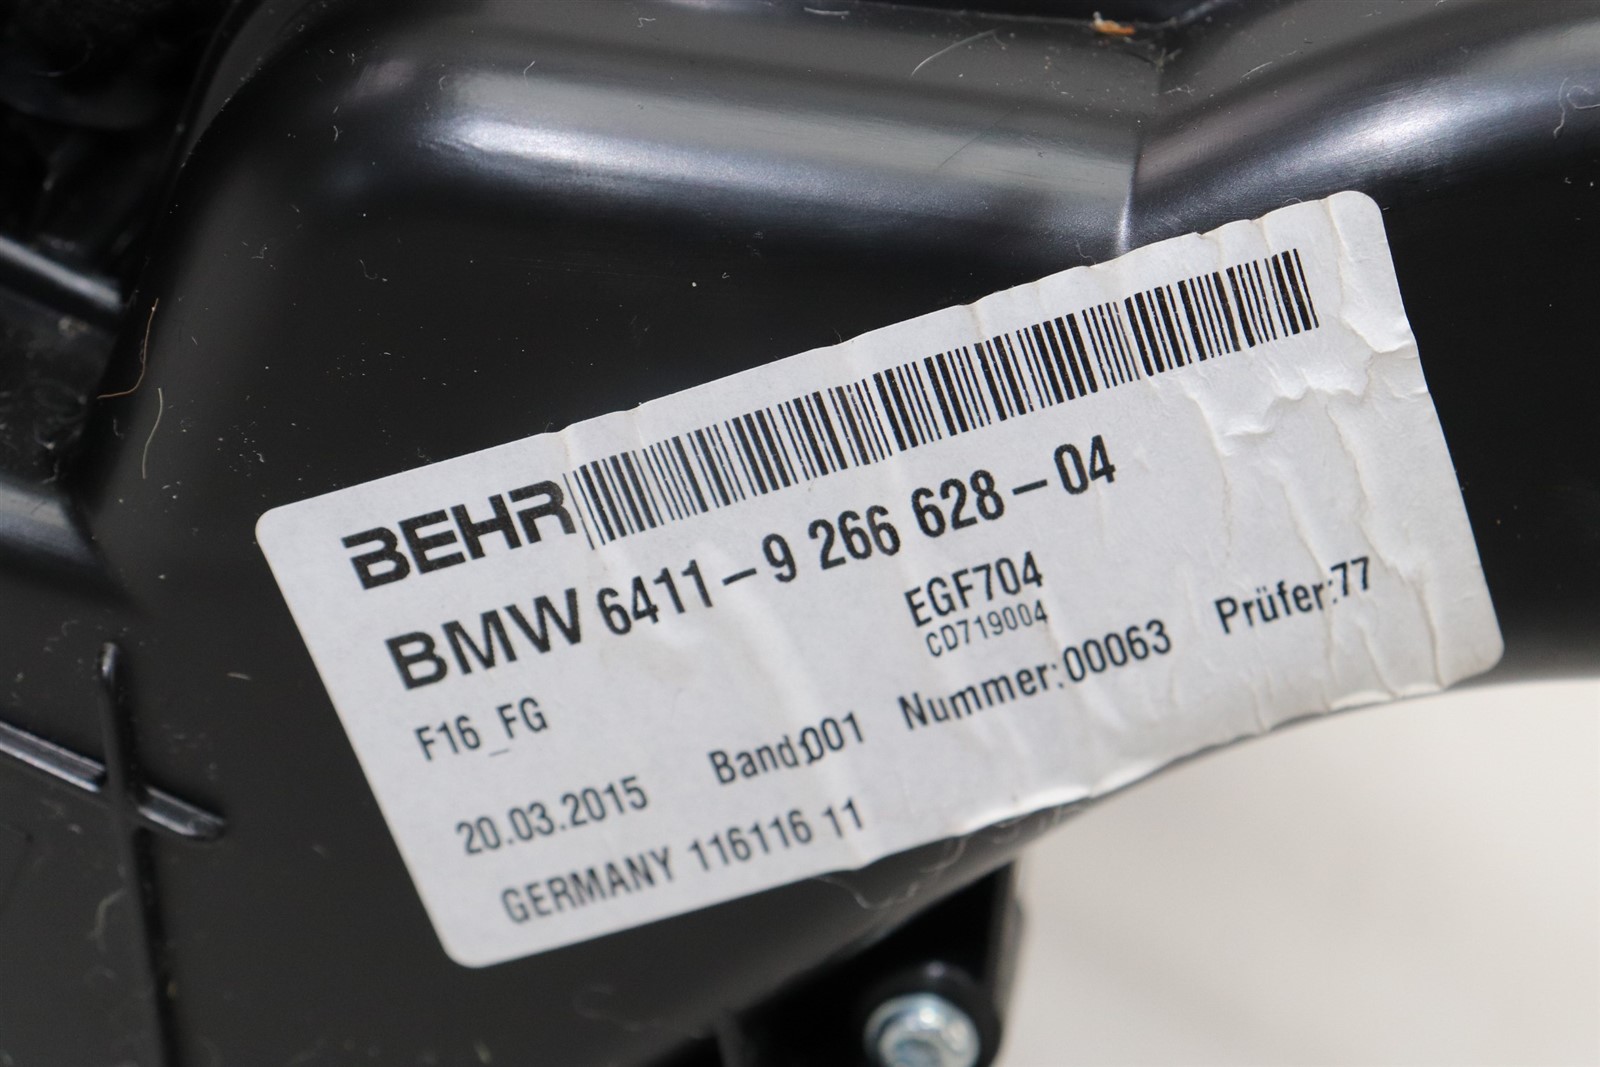 BEHR
BMW 6411-9 266 628-04
EGF704
CD719004
F16_FG
20.03.2015 Band:001 Nummer:00063 Prüfer:77
GERMANY 116116 11